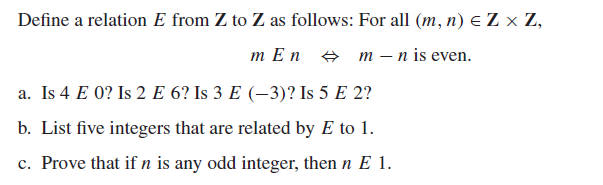 Define a relation E from Z to Z as follows: For all (m, n) ∈ Z × Z,
m E n ⇔ m − n is even.
a. Is 4 E 0? Is 2 E 6? Is 3 E (−3)? Is 5 E 2?
b. List five integers that are related by E to 1.
c. Prove that if n is any odd integer, then n E 1.